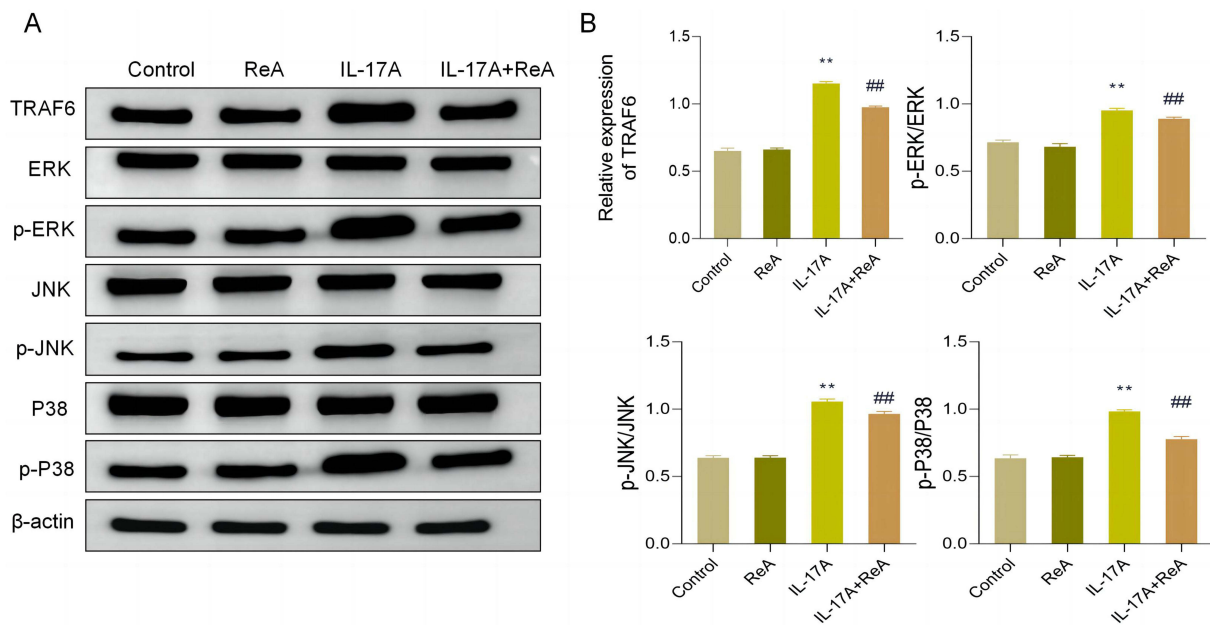 A
Control ReA IL-17A IL-17A+ReA
TRAF6
ERK
p-ERK
JNK
p-JNK
P38
p-P38
β-actin
B
Relative expression
of TRAF6
1.5
1.0
0.5
0.0
**
##
Control ReA IL-17A IL-17A+ReA
p-ERK/ERK
1.5
1.0
0.5
0.0
**
##
Control ReA IL-17A IL-17A+ReA
p-JNK/JNK
1.5
1.0
0.5
0.0
**
##
Control ReA IL-17A IL-17A+ReA
p-P38/P38
1.5
1.0
0.5
0.0
**
##
Control ReA IL-17A IL-17A+ReA